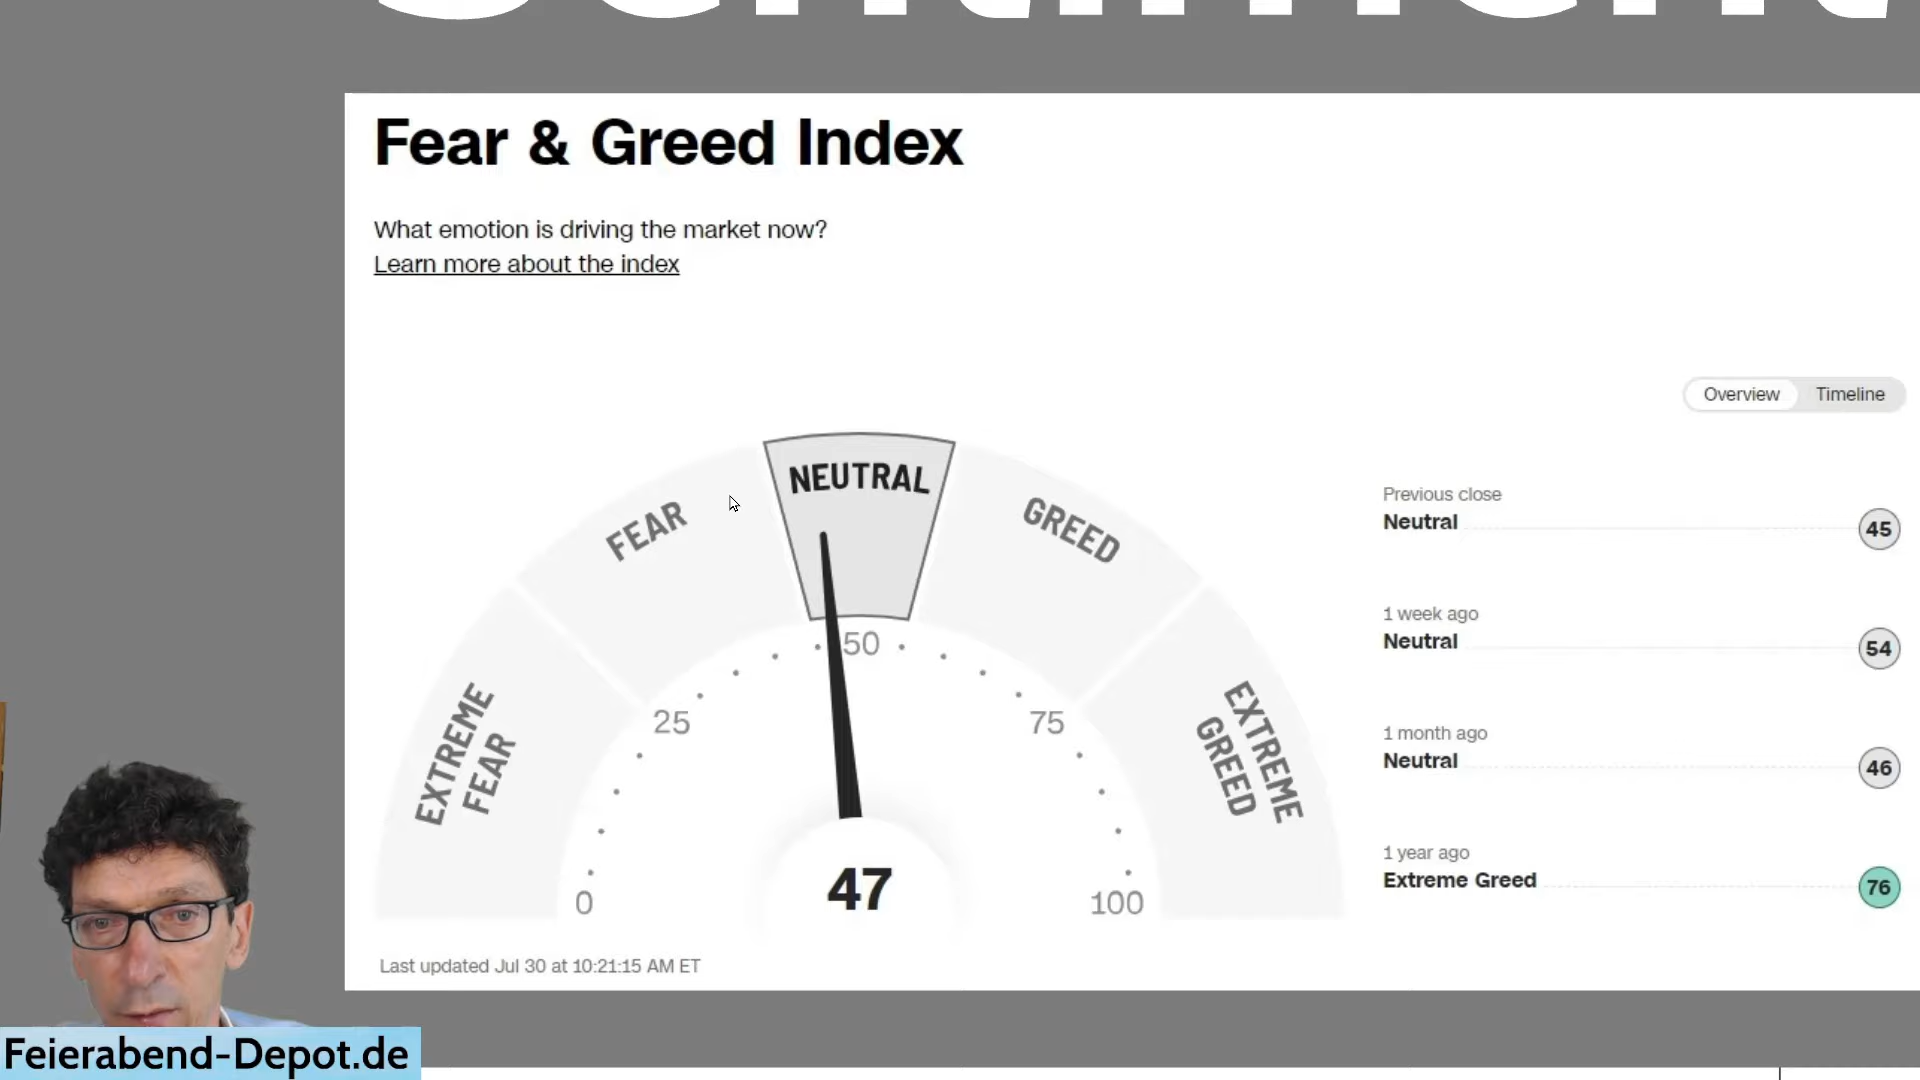 Fear & Greed Index
What emotion is driving the market now?
Learn more about the index
Overview
Timeline
EXTREME
FEAR
FEAR
NEUTRAL
GREED
EXTREME
GREED
0
25
50
75
100
47
Previous close
Neutral
45
1 week ago
Neutral
54
1 month ago
Neutral
46
1 year ago
Extreme Greed
76
Last updated Jul 30 at 10:21:15 AM ET
Feierabend-Depot.de